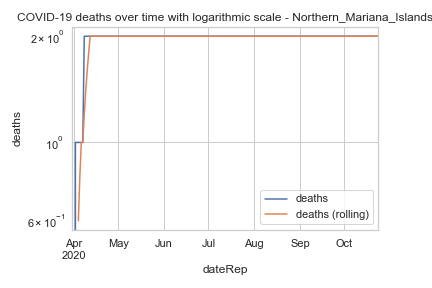 COVID-19 deaths over time with logarithmic scale - Northern_Mariana_Islands
2 × 10⁰
10⁰
6 × 10⁻¹
deaths
deaths
deaths (rolling)
Apr May Jun Jul Aug Sep Oct
2020
dateRep